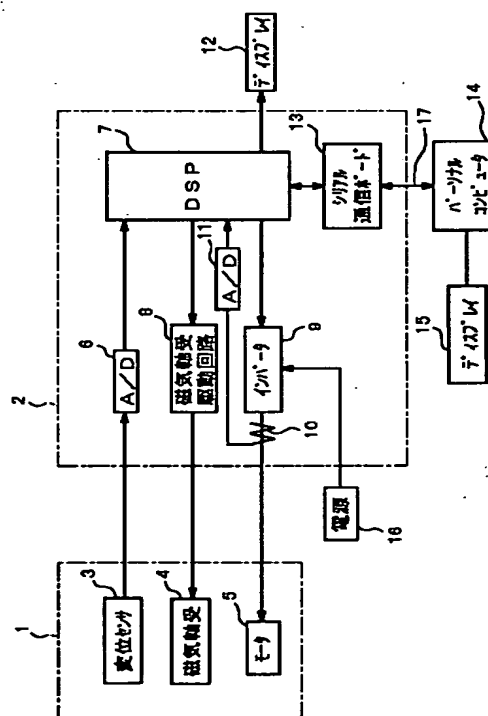 1
変位センサ
3
磁気軸受
4
モータ
5
2
A/D
6
DSP
7
磁気軸受
駆動回路
8
A/D
11
インバータ
9
10
電源
16
ディスプレイ
12
シリアル
通信ボード
13
17
パーソナル
コンピュータ
14
ディスプレイ
15